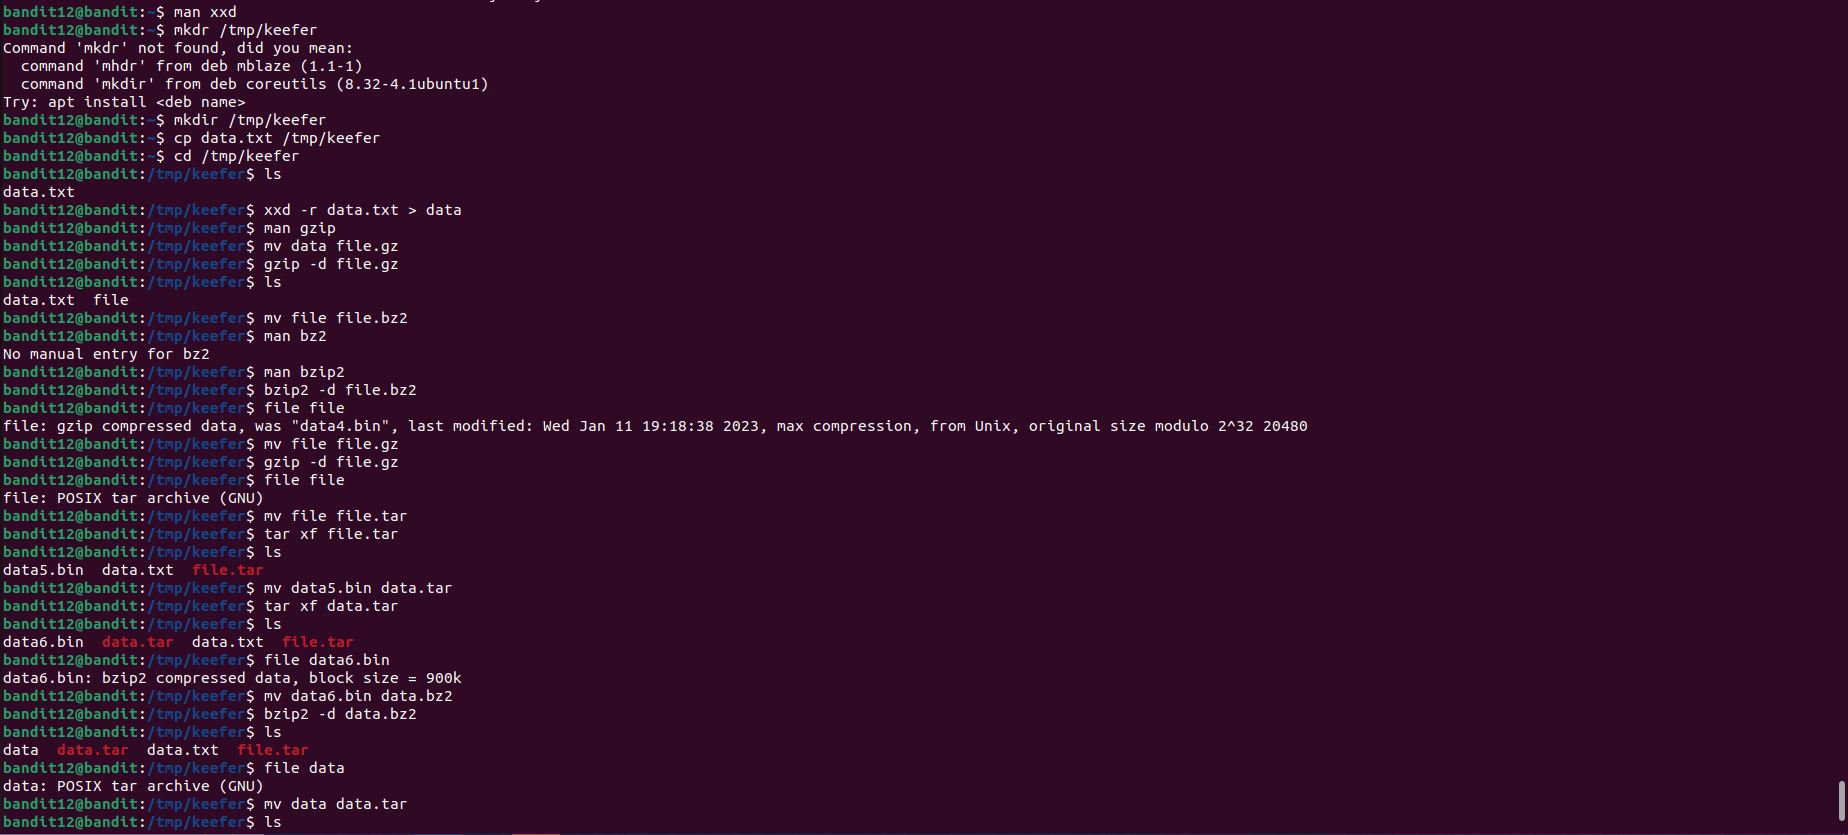 bandit12@bandit:~$ man xxd
bandit12@bandit:~$ mkdr /tmp/keefer
Command 'mkdr' not found, did you mean:
  command 'mhdr' from deb mblaze (1.1-1)
  command 'mkdir' from deb coreutils (8.32-4.1ubuntu1)
Try: apt install <deb name>
bandit12@bandit:~$ mkdir /tmp/keefer
bandit12@bandit:~$ cp data.txt /tmp/keefer
bandit12@bandit:~$ cd /tmp/keefer
bandit12@bandit:/tmp/keefer$ ls
data.txt
bandit12@bandit:/tmp/keefer$ xxd -r data.txt > data
bandit12@bandit:/tmp/keefer$ man gzip
bandit12@bandit:/tmp/keefer$ mv data file.gz
bandit12@bandit:/tmp/keefer$ gzip -d file.gz
bandit12@bandit:/tmp/keefer$ ls
data.txt  file
bandit12@bandit:/tmp/keefer$ mv file file.bz2
bandit12@bandit:/tmp/keefer$ man bz2
No manual entry for bz2
bandit12@bandit:/tmp/keefer$ man bzip2
bandit12@bandit:/tmp/keefer$ bzip2 -d file.bz2
bandit12@bandit:/tmp/keefer$ file file
file: gzip compressed data, was "data4.bin", last modified: Wed Jan 11 19:18:38 2023, max compression, from Unix, original size modulo 2^32 20480
bandit12@bandit:/tmp/keefer$ mv file file.gz
bandit12@bandit:/tmp/keefer$ gzip -d file.gz
bandit12@bandit:/tmp/keefer$ file file
file: POSIX tar archive (GNU)
bandit12@bandit:/tmp/keefer$ mv file file.tar
bandit12@bandit:/tmp/keefer$ tar xf file.tar
bandit12@bandit:/tmp/keefer$ ls
data5.bin  data.txt  file.tar
bandit12@bandit:/tmp/keefer$ mv data5.bin data.tar
bandit12@bandit:/tmp/keefer$ tar xf data.tar
bandit12@bandit:/tmp/keefer$ ls
data6.bin  data.tar  data.txt  file.tar
bandit12@bandit:/tmp/keefer$ file data6.bin
data6.bin: bzip2 compressed data, block size = 900k
bandit12@bandit:/tmp/keefer$ mv data6.bin data.bz2
bandit12@bandit:/tmp/keefer$ bzip2 -d data.bz2
bandit12@bandit:/tmp/keefer$ ls
data  data.tar  data.txt  file.tar
bandit12@bandit:/tmp/keefer$ file data
data: POSIX tar archive (GNU)
bandit12@bandit:/tmp/keefer$ mv data data.tar
bandit12@bandit:/tmp/keefer$ ls